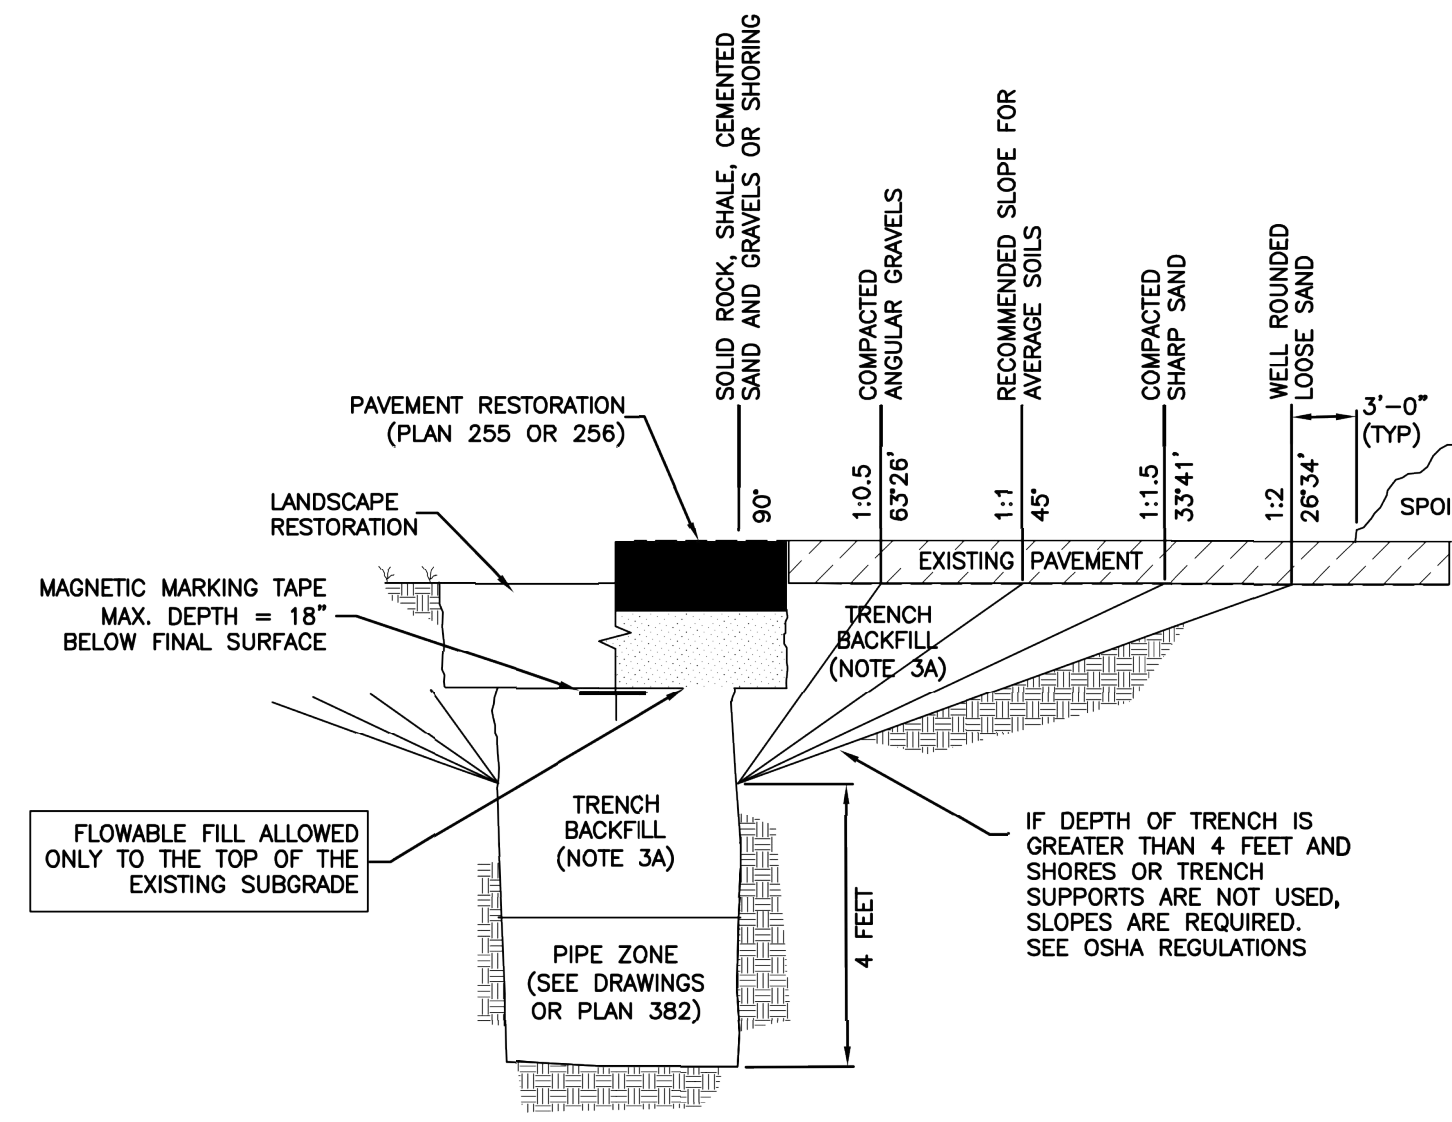 SOLID ROCK, SHALE, CEMENTED
SAND AND GRAVELS OR SHORING
COMPACTED
ANGULAR GRAVELS
RECOMMENDED SLOPE FOR
AVERAGE SOILS
COMPACTED
SHARP SAND
WELL ROUNDED
LOOSE SAND
3'-0"
(TYP)
PAVEMENT RESTORATION
(PLAN 255 OR 256)
90°
1:0.5
63°26'
1:1
45°
1:1.5
33°41'
1:2
26°34'
SPOI
LANDSCAPE
RESTORATION
EXISTING PAVEMENT
MAGNETIC MARKING TAPE
MAX. DEPTH = 18"
BELOW FINAL SURFACE
TRENCH
BACKFILL
(NOTE 3A)
FLOWABLE FILL ALLOWED
ONLY TO THE TOP OF THE
EXISTING SUBGRADE
TRENCH
BACKFILL
(NOTE 3A)
IF DEPTH OF TRENCH IS
GREATER THAN 4 FEET AND
SHORES OR TRENCH
SUPPORTS ARE NOT USED,
SLOPES ARE REQUIRED.
SEE OSHA REGULATIONS
4 FEET
PIPE ZONE
(SEE DRAWINGS
OR PLAN 382)